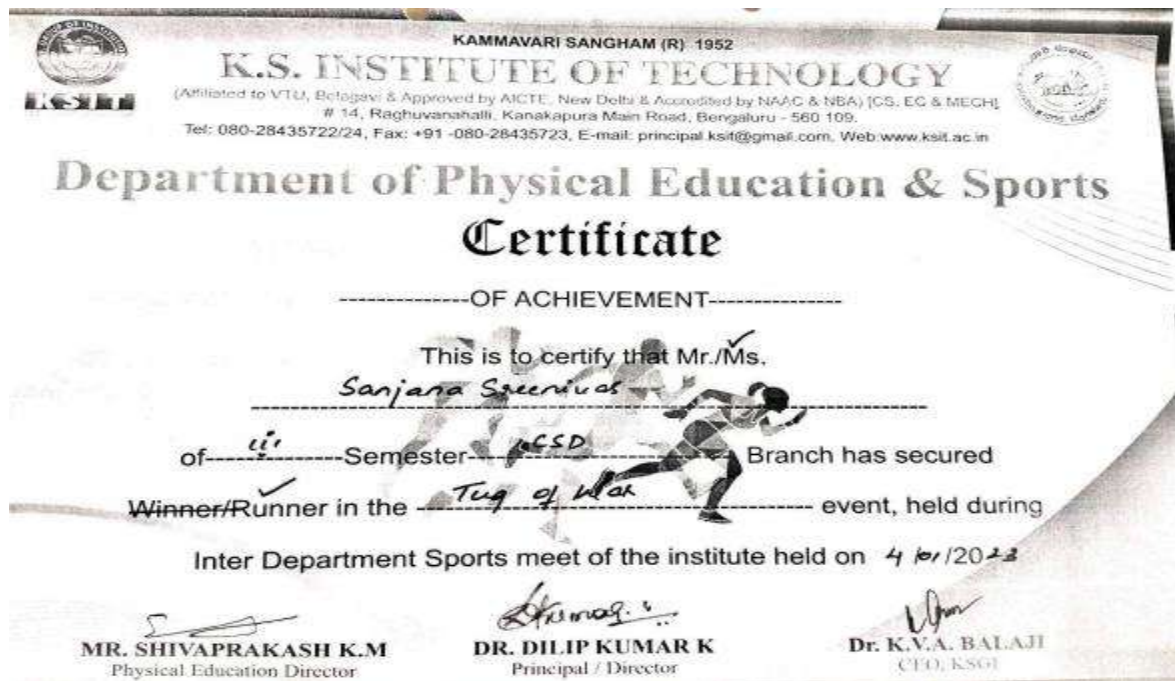 KAMMAVARI SANGHAM (R) 1952
K.S. INSTITUTE OF TECHNOLOGY
KSIT
(Affiliated to VTU, Belagavi & Approved by AICTE, New Delhi & Accredited by NAAC & NBA) [CS, EC & MECH]
# 14, Raghuvanahalli, Kanakapura Main Road, Bengaluru - 560 109.
Tel: 080-28435722/24, Fax: +91 -080-28435723, E-mail: principal.ksit@gmail.com, Web:www.ksit.ac.in
Department of Physical Education & Sports
Certificate
--------------OF ACHIEVEMENT--------------
This is to certify that Mr./Ms.
Sanjana Sreenivas
of iii Semester CSD Branch has secured
Winner/Runner in the Tug of War event, held during
Inter Department Sports meet of the institute held on 4/01/2023
MR. SHIVAPRAKASH K.M DR. DILIP KUMAR K Dr. K.V.A. BALAJI
Physical Education Director Principal / Director CEO, KSGI